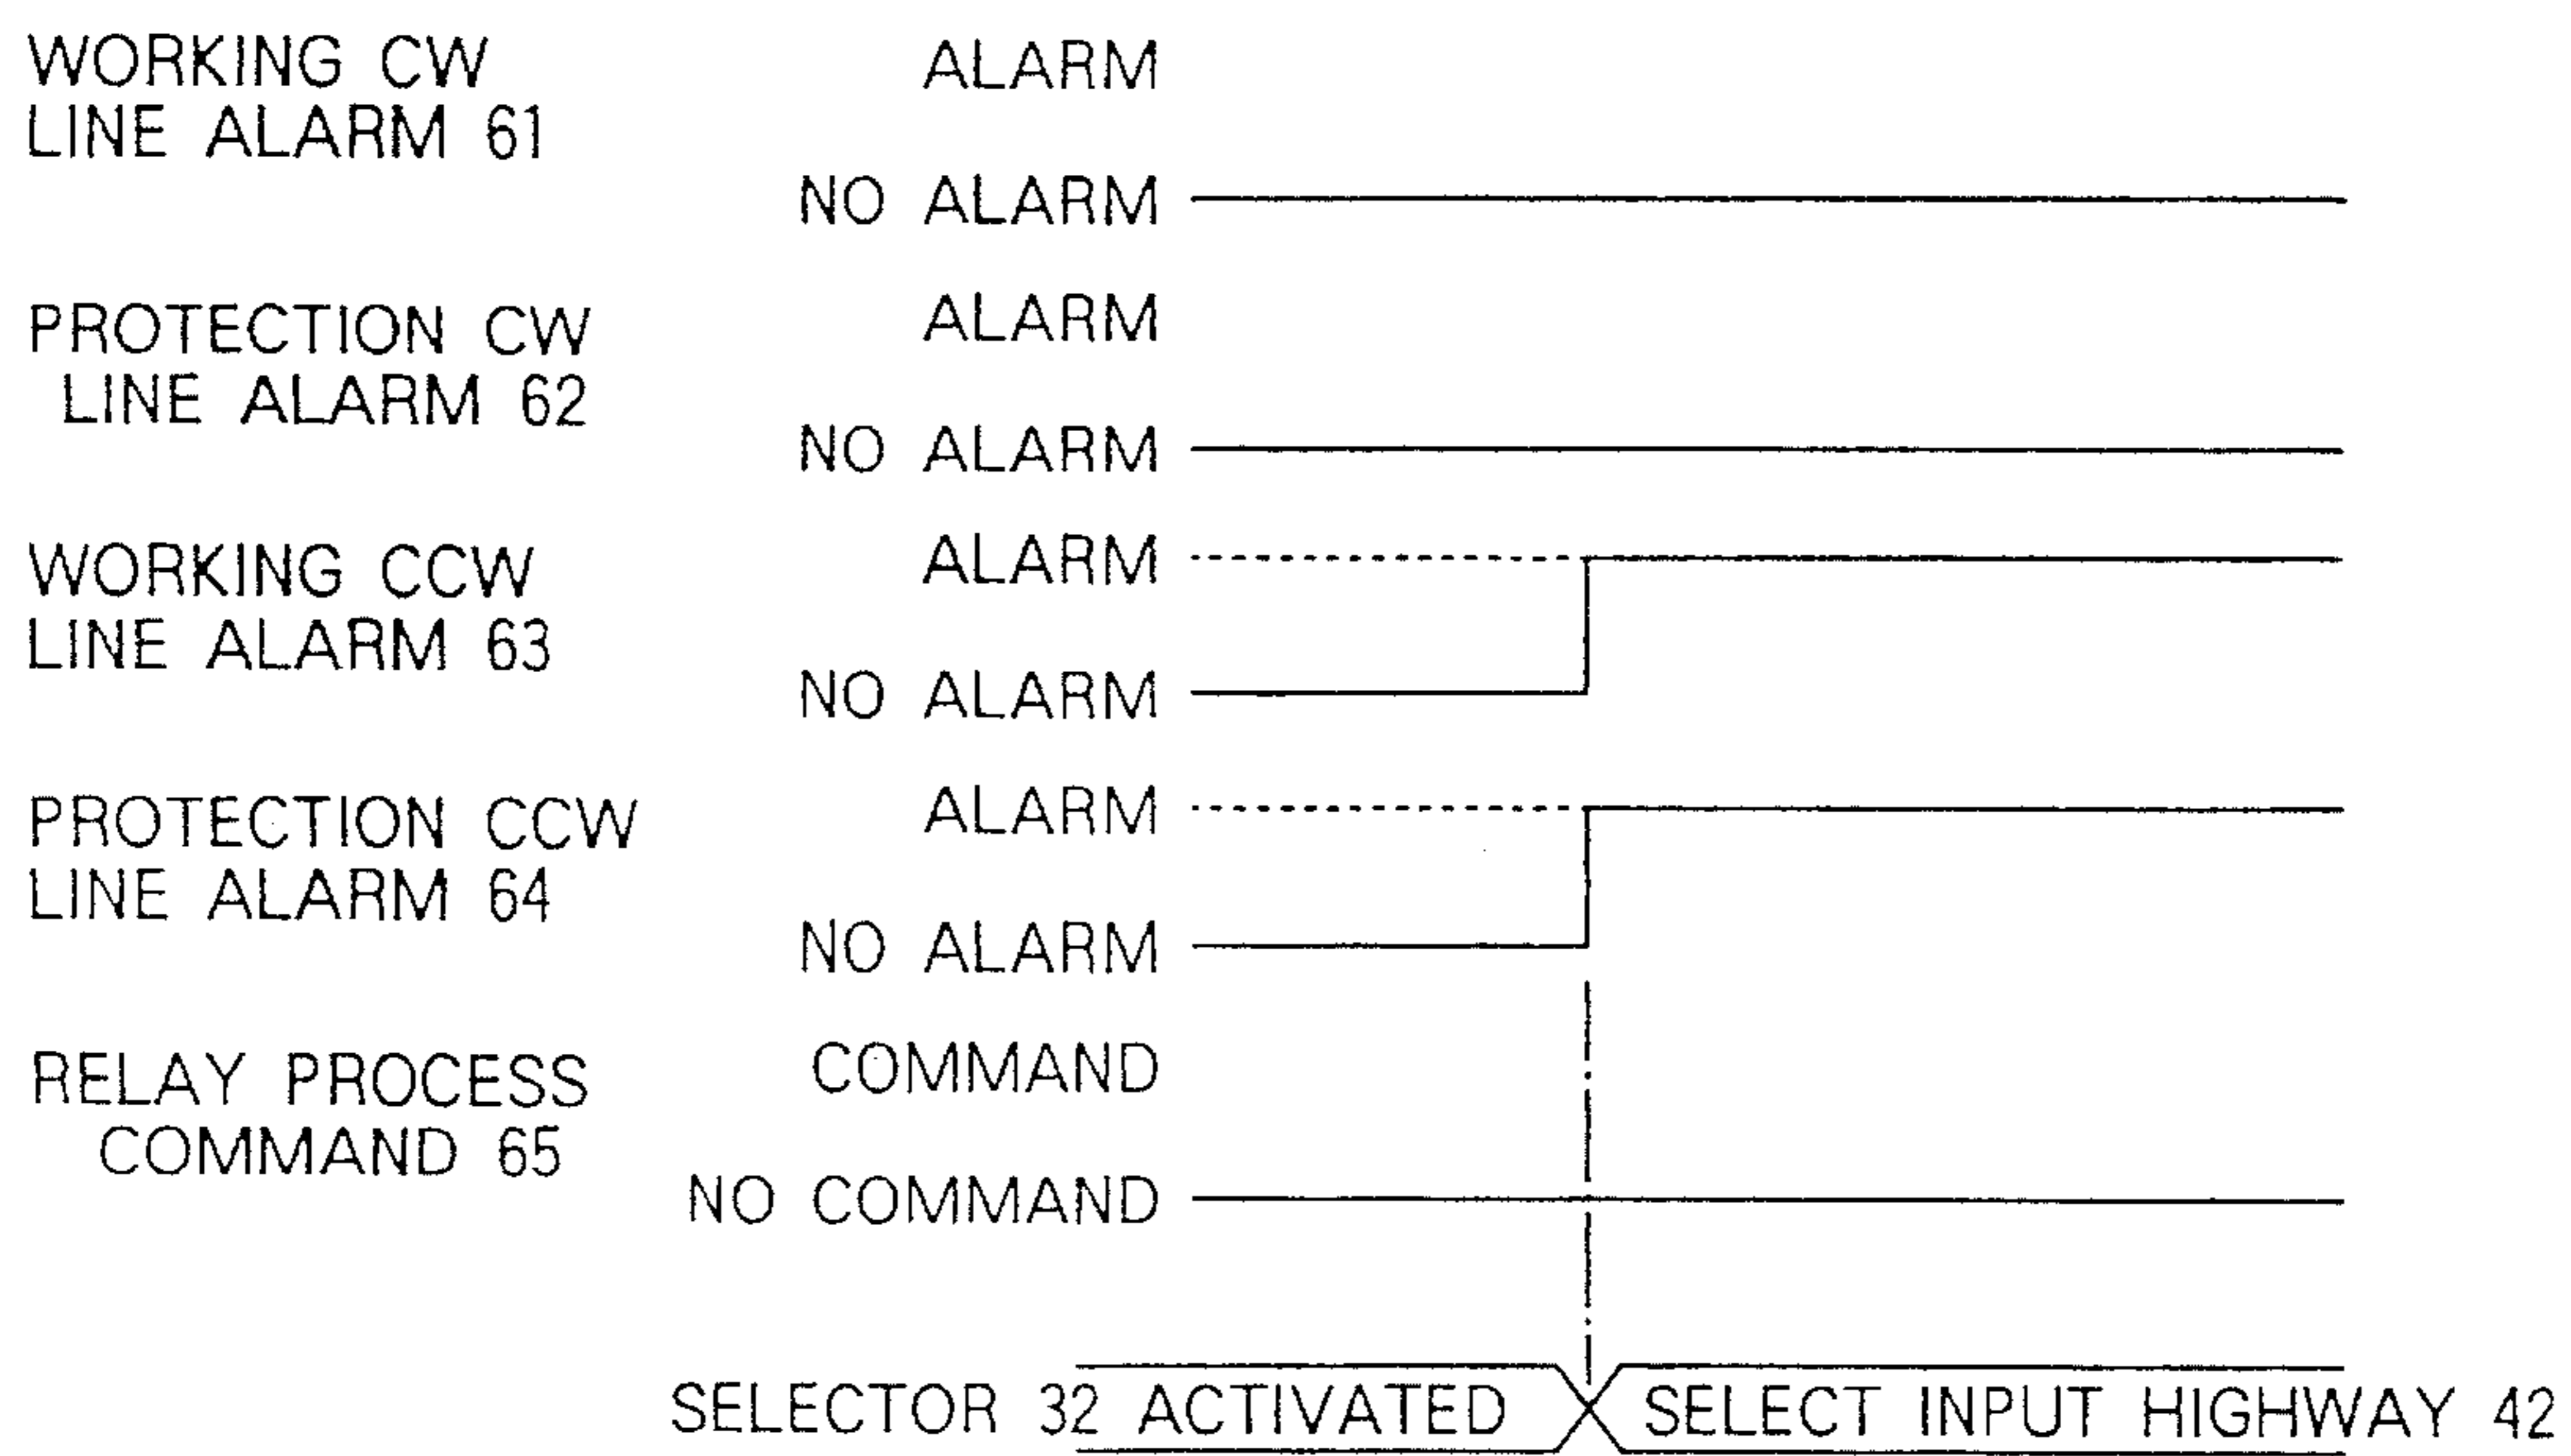 WORKING CW
LINE ALARM 61
ALARM
NO ALARM
PROTECTION CW
LINE ALARM 62
ALARM
NO ALARM
WORKING CCW
LINE ALARM 63
ALARM
NO ALARM
PROTECTION CCW
LINE ALARM 64
ALARM
NO ALARM
RELAY PROCESS
COMMAND 65
COMMAND
NO COMMAND
SELECTOR 32 ACTIVATED
SELECT INPUT HIGHWAY 42